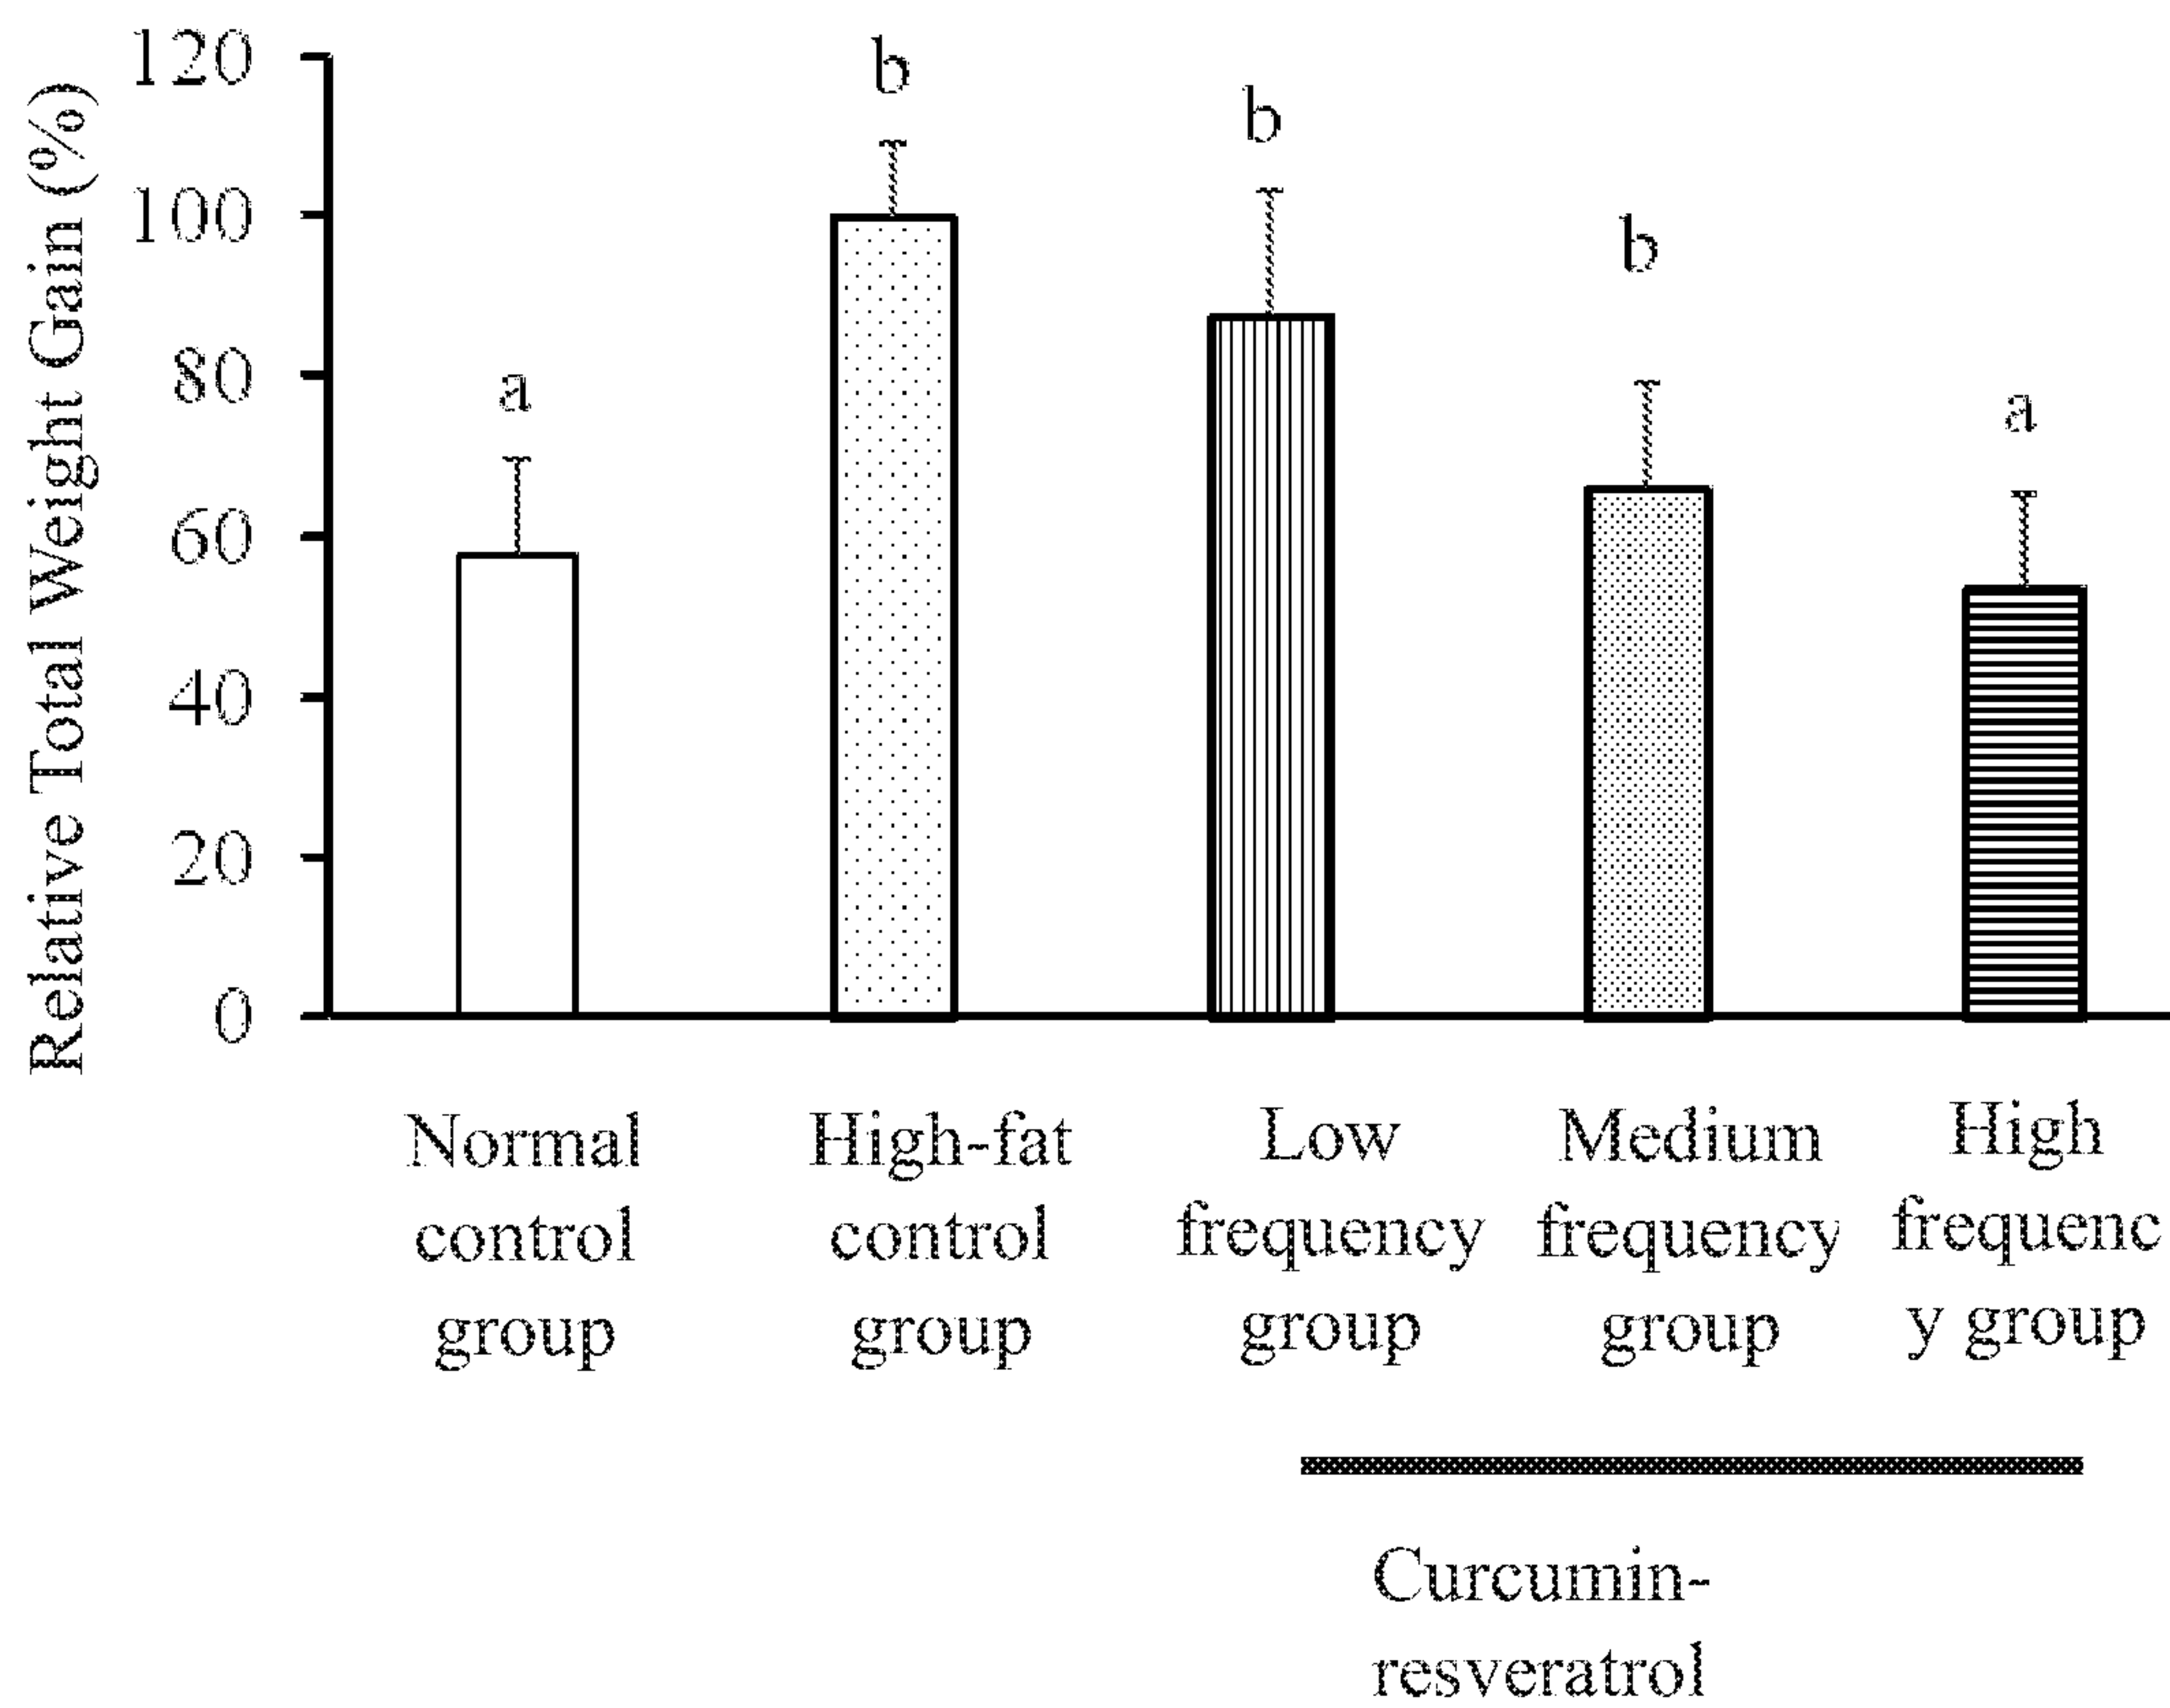 Relative Total Weight Gain (%)
120
100
80
60
40
20
0
a
b
b
b
a
Normal
control
group
High-fat
control
group
Low
frequency
group
Medium
frequency
group
High
frequenc
y group
Curcumin-
resveratrol